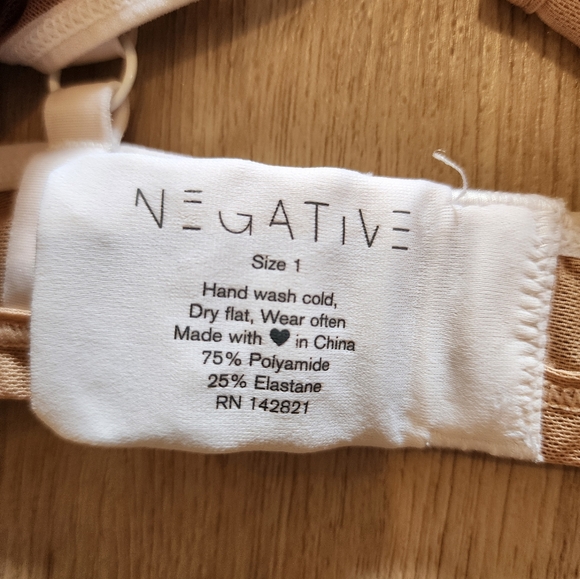 NEGATIVE
Size 1
Hand wash cold,
Dry flat, Wear often
Made with ♥ in China
75% Polyamide
25% Elastane
RN 142821